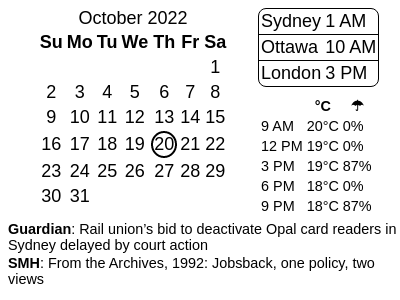 October 2022
Su Mo Tu We Th Fr Sa
1
2 3 4 5 6 7 8
9 10 11 12 13 14 15
16 17 18 19 20 21 22
23 24 25 26 27 28 29
30 31
Sydney 1 AM
Ottawa 10 AM
London 3 PM
°C ☂
9 AM 20°C 0%
12 PM 19°C 0%
3 PM 19°C 87%
6 PM 18°C 0%
9 PM 18°C 87%
Guardian: Rail union’s bid to deactivate Opal card readers in
Sydney delayed by court action
SMH: From the Archives, 1992: Jobsback, one policy, two
views